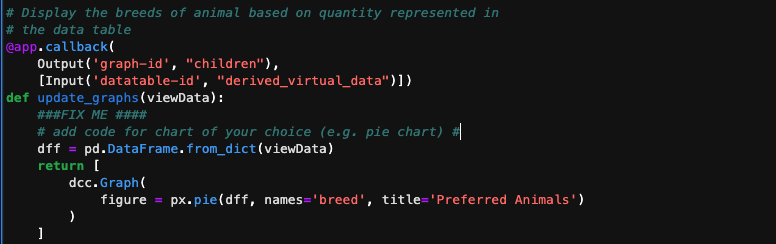 # Display the breeds of animal based on quantity represented in
# the data table
@app.callback(
    Output('graph-id', "children"),
    [Input('datatable-id', "derived_virtual_data")])
def update_graphs(viewData):
    ###FIX ME ####
    # add code for chart of your choice (e.g. pie chart) #
    dff = pd.DataFrame.from_dict(viewData)
    return [
        dcc.Graph(
            figure = px.pie(dff, names='breed', title='Preferred Animals')
        )
    ]